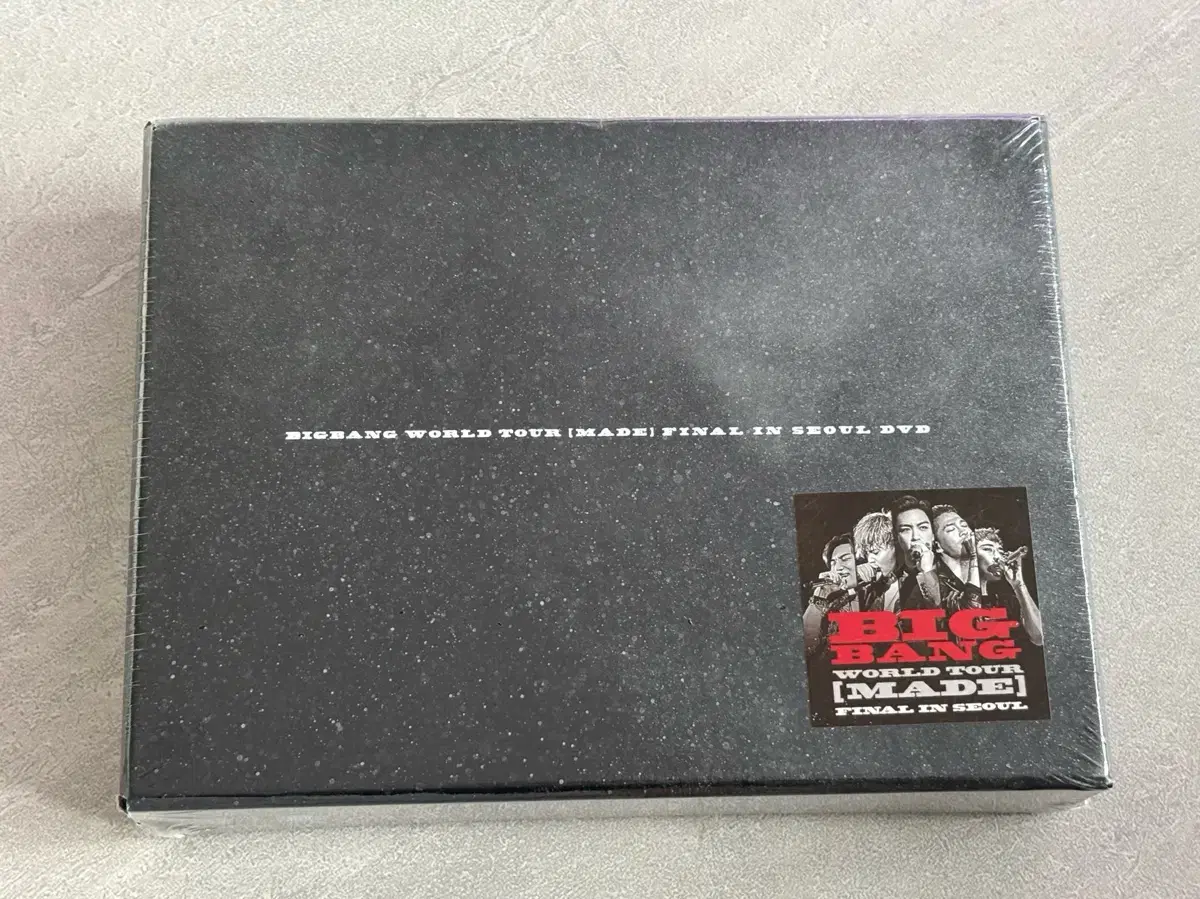 BIGBANG WORLD TOUR [MADE] FINAL IN SEOUL DVD
BIG
BANG
WORLD TOUR
[MADE]
FINAL IN SEOUL